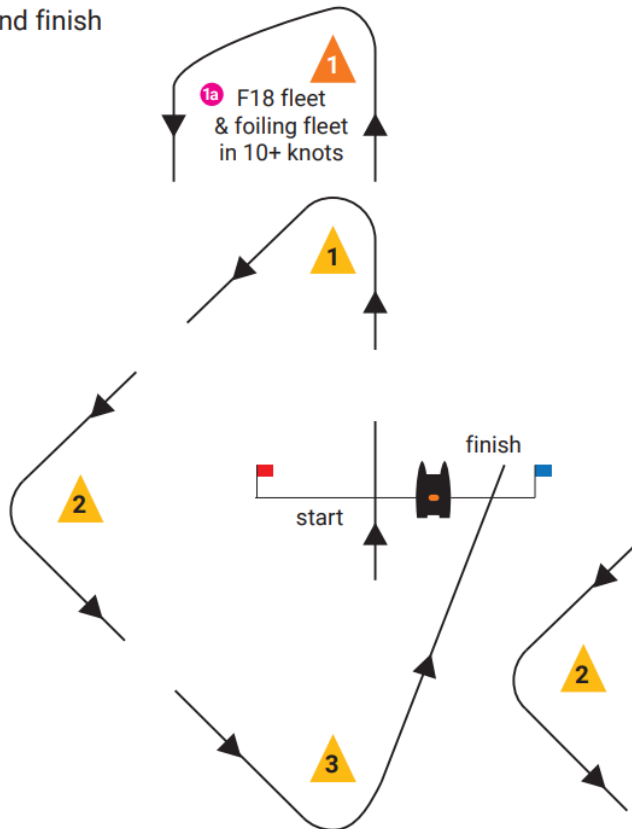 nd finish
1
1a F18 fleet
& foiling fleet
in 10+ knots
1
finish
2
start
2
3